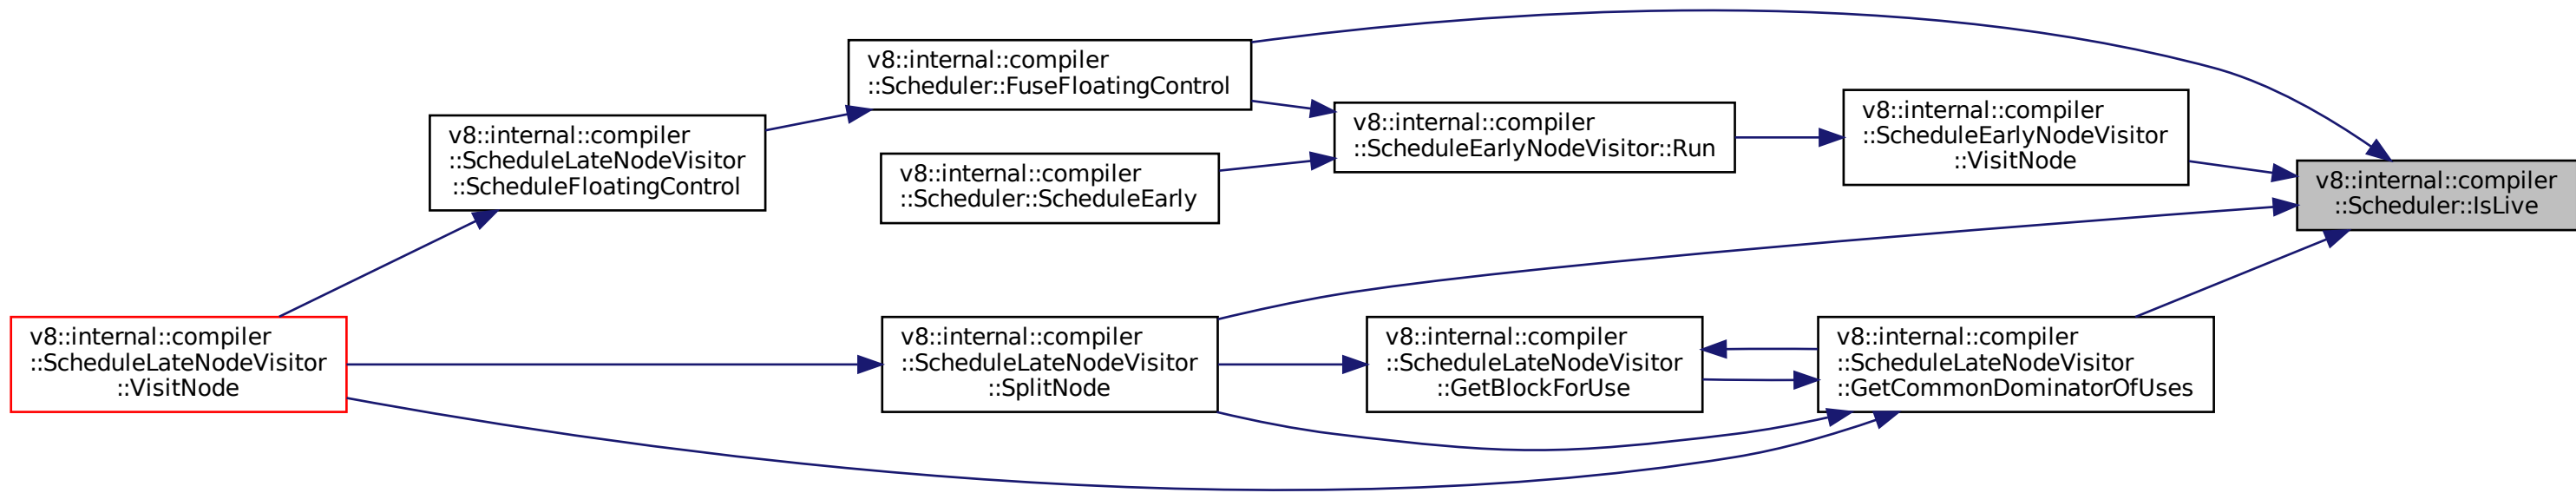 v8::internal::compiler
::Scheduler::FuseFloatingControl
v8::internal::compiler
::ScheduleEarlyNodeVisitor
::VisitNode
v8::internal::compiler
::ScheduleEarlyNodeVisitor::Run
v8::internal::compiler
::ScheduleLateNodeVisitor
::ScheduleFloatingControl
v8::internal::compiler
::Scheduler::ScheduleEarly
v8::internal::compiler
::Scheduler::IsLive
v8::internal::compiler
::ScheduleLateNodeVisitor
::VisitNode
v8::internal::compiler
::ScheduleLateNodeVisitor
::SplitNode
v8::internal::compiler
::ScheduleLateNodeVisitor
::GetBlockForUse
v8::internal::compiler
::ScheduleLateNodeVisitor
::GetCommonDominatorOfUses